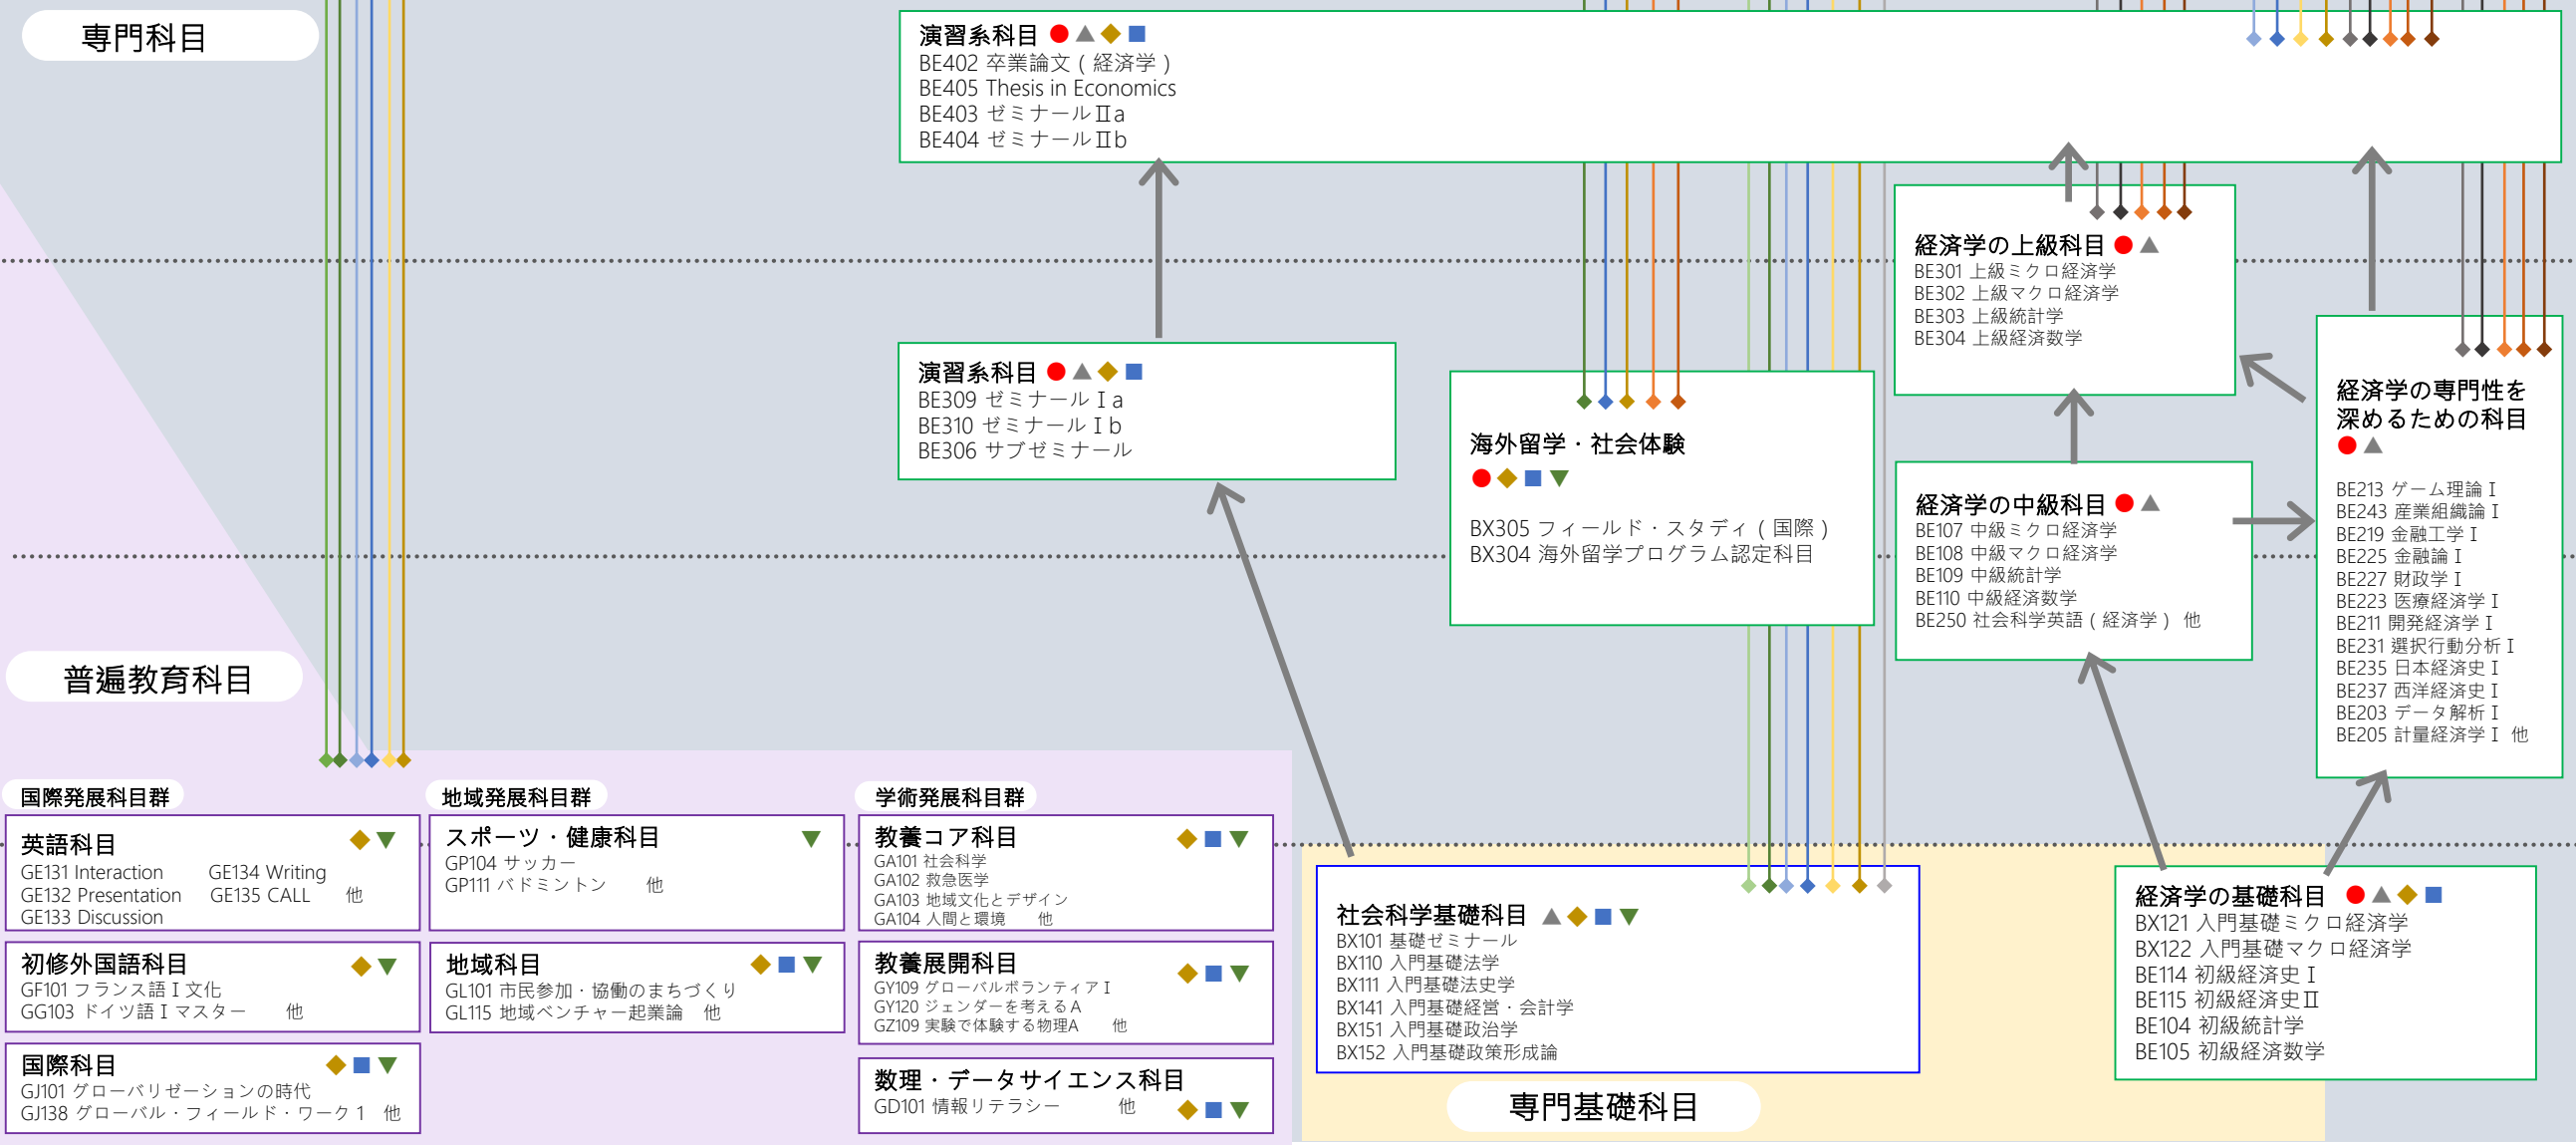 専門科目
演習系科目
BE402 卒業論文(経済学)
BE405 Thesis in Economics
BE403 ゼミナールⅡa
BE404 ゼミナールⅡb
経済学の上級科目
BE301 上級ミクロ経済学
BE302 上級マクロ経済学
BE303 上級統計学
BE304 上級経済数学
演習系科目
BE309 ゼミナールⅠa
BE310 ゼミナールⅠb
BE306 サブゼミナール
海外留学・社会体験
BX305 フィールド・スタディ(国際)
BX304 海外留学プログラム認定科目
経済学の中級科目
BE107 中級ミクロ経済学
BE108 中級マクロ経済学
BE109 中級統計学
BE110 中級経済数学
BE250 社会科学英語(経済学) 他
経済学の専門性を
深めるための科目
BE213 ゲーム理論Ⅰ
BE243 産業組織論Ⅰ
BE219 金融工学Ⅰ
BE225 金融論Ⅰ
BE227 財政学Ⅰ
BE223 医療経済学Ⅰ
BE211 開発経済学Ⅰ
BE231 選択行動分析Ⅰ
BE235 日本経済史Ⅰ
BE237 西洋経済史Ⅰ
BE203 データ解析Ⅰ
BE205 計量経済学Ⅰ 他
普遍教育科目
国際発展科目群
英語科目
GE131 Interaction GE134 Writing
GE132 Presentation GE135 CALL 他
GE133 Discussion
初修外国語科目
GF101 フランス語Ⅰ文化
GG103 ドイツ語Ⅰマスター 他
国際科目
GJ101 グローバリゼーションの時代
GJ138 グローバル・フィールド・ワーク1 他
地域発展科目群
スポーツ・健康科目
GP104 サッカー
GP111 バドミントン 他
地域科目
GL101 市民参加・協働のまちづくり
GL115 地域ベンチャー起業論 他
学術発展科目群
教養コア科目
GA101 社会科学
GA102 救急医学
GA103 地域文化とデザイン
GA104 人間と環境 他
教養展開科目
GY109 グローバルボランティアⅠ
GY120 ジェンダーを考えるA
GZ109 実験で体験する物理A 他
数理・データサイエンス科目
GD101 情報リテラシー 他
社会科学基礎科目
BX101 基礎ゼミナール
BX110 入門基礎法学
BX111 入門基礎法史学
BX141 入門基礎経営・会計学
BX151 入門基礎政治学
BX152 入門基礎政策形成論
専門基礎科目
経済学の基礎科目
BX121 入門基礎ミクロ経済学
BX122 入門基礎マクロ経済学
BE114 初級経済史Ⅰ
BE115 初級経済史Ⅱ
BE104 初級統計学
BE105 初級経済数学